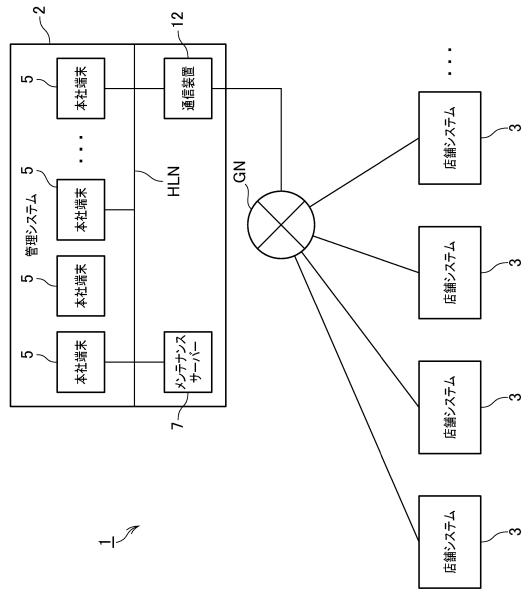 1
2
管理システム
5
5
5
5
本社端末
本社端末
本社端末
...
本社端末
HLN
7
メンテナンス
サーバー
12
通信装置
GN
店舗システム
店舗システム
店舗システム
店舗システム
...
3
3
3
3